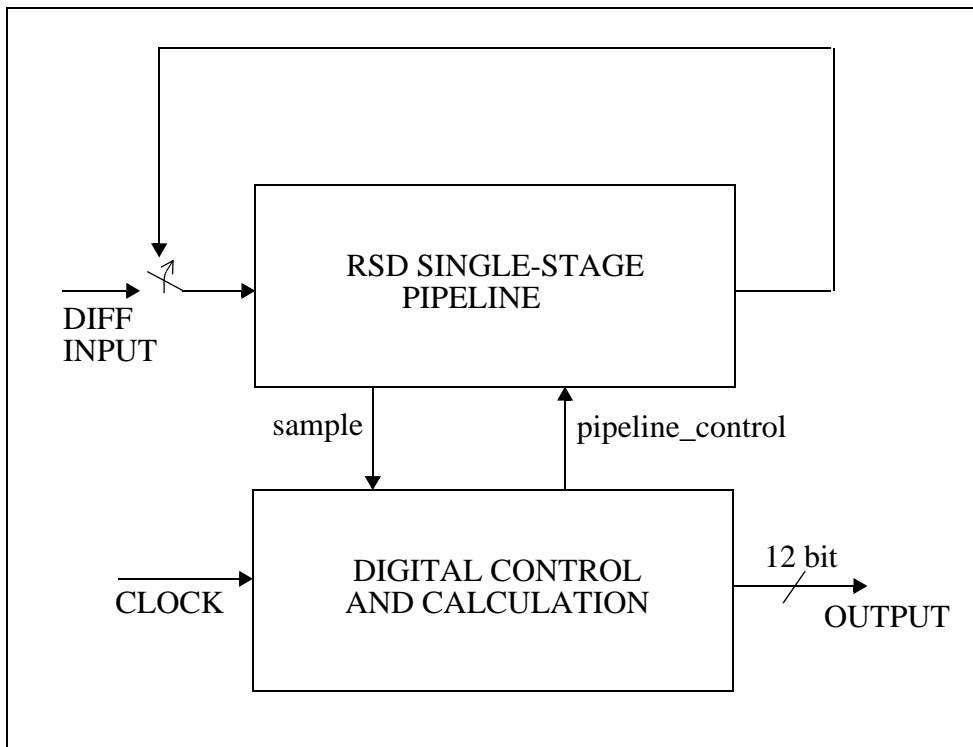 RSD SINGLE-STAGE
PIPELINE
DIFF
INPUT
sample
pipeline_control
12 bit
DIGITAL CONTROL
AND CALCULATION
CLOCK
OUTPUT